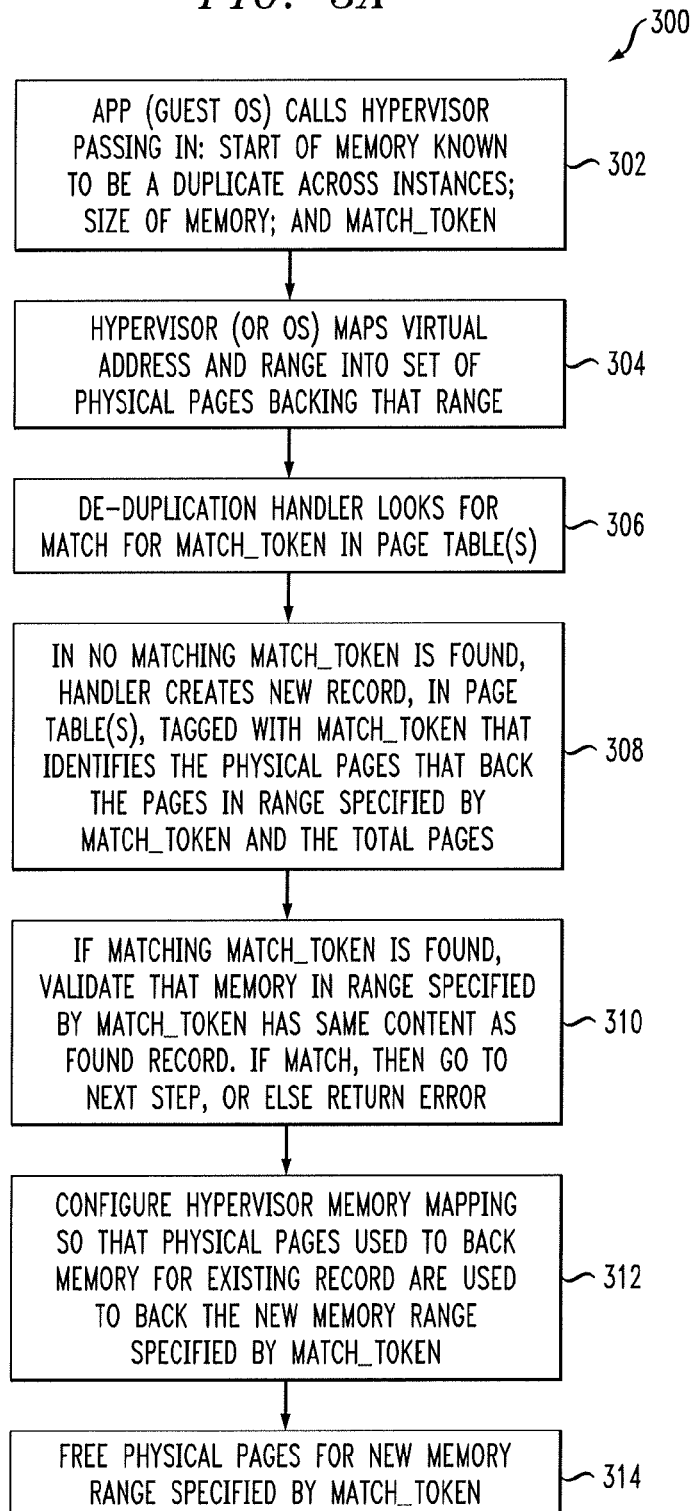 FIG. 3A
300
APP (GUEST OS) CALLS HYPERVISOR
PASSING IN: START OF MEMORY KNOWN
TO BE A DUPLICATE ACROSS INSTANCES;
SIZE OF MEMORY; AND MATCH_TOKEN
302
HYPERVISOR (OR OS) MAPS VIRTUAL
ADDRESS AND RANGE INTO SET OF
PHYSICAL PAGES BACKING THAT RANGE
304
DE-DUPLICATION HANDLER LOOKS FOR
MATCH FOR MATCH_TOKEN IN PAGE TABLE(S)
306
IN NO MATCHING MATCH_TOKEN IS FOUND,
HANDLER CREATES NEW RECORD, IN PAGE
TABLE(S), TAGGED WITH MATCH_TOKEN THAT
IDENTIFIES THE PHYSICAL PAGES THAT BACK
THE PAGES IN RANGE SPECIFIED BY
MATCH_TOKEN AND THE TOTAL PAGES
308
IF MATCHING MATCH_TOKEN IS FOUND,
VALIDATE THAT MEMORY IN RANGE SPECIFIED
BY MATCH_TOKEN HAS SAME CONTENT AS
FOUND RECORD. IF MATCH, THEN GO TO
NEXT STEP, OR ELSE RETURN ERROR
310
CONFIGURE HYPERVISOR MEMORY MAPPING
SO THAT PHYSICAL PAGES USED TO BACK
MEMORY FOR EXISTING RECORD ARE USED
TO BACK THE NEW MEMORY RANGE
SPECIFIED BY MATCH_TOKEN
312
FREE PHYSICAL PAGES FOR NEW MEMORY
RANGE SPECIFIED BY MATCH_TOKEN
314